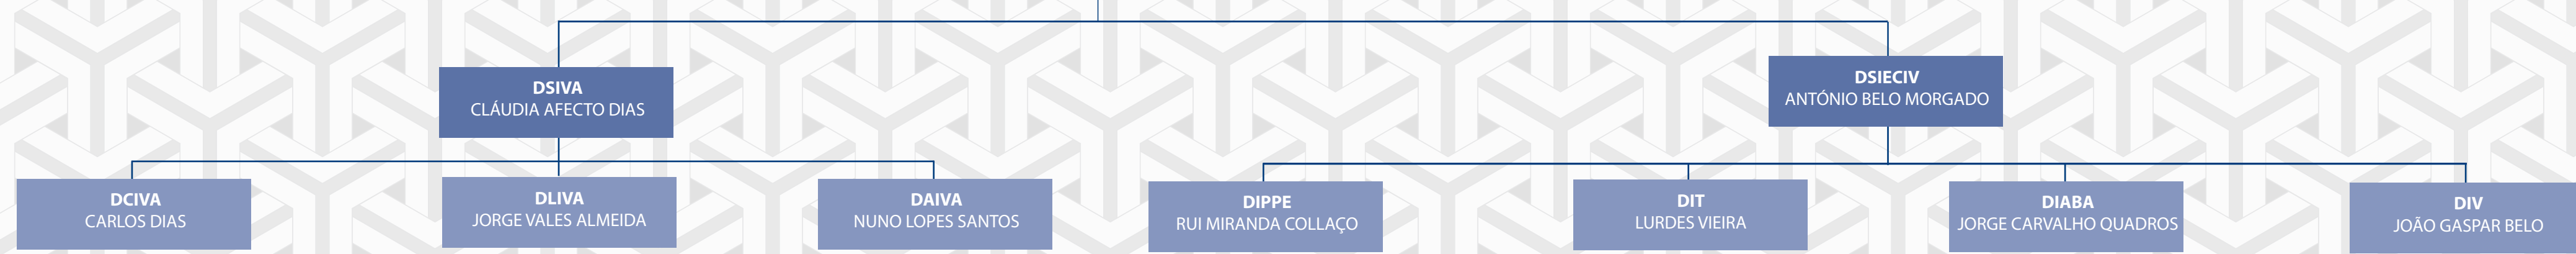 DSIVA
CLÁUDIA AFECTO DIAS
DSIECIV
ANTÓNIO BELO MORGADO
DCIVA
CARLOS DIAS
DLIVA
JORGE VALES ALMEIDA
DAIVA
NUNO LOPES SANTOS
DIPPE
RUI MIRANDA COLLAÇO
DIT
LURDES VIEIRA
DIABA
JORGE CARVALHO QUADROS
DIV
JOÃO GASPAR BELO